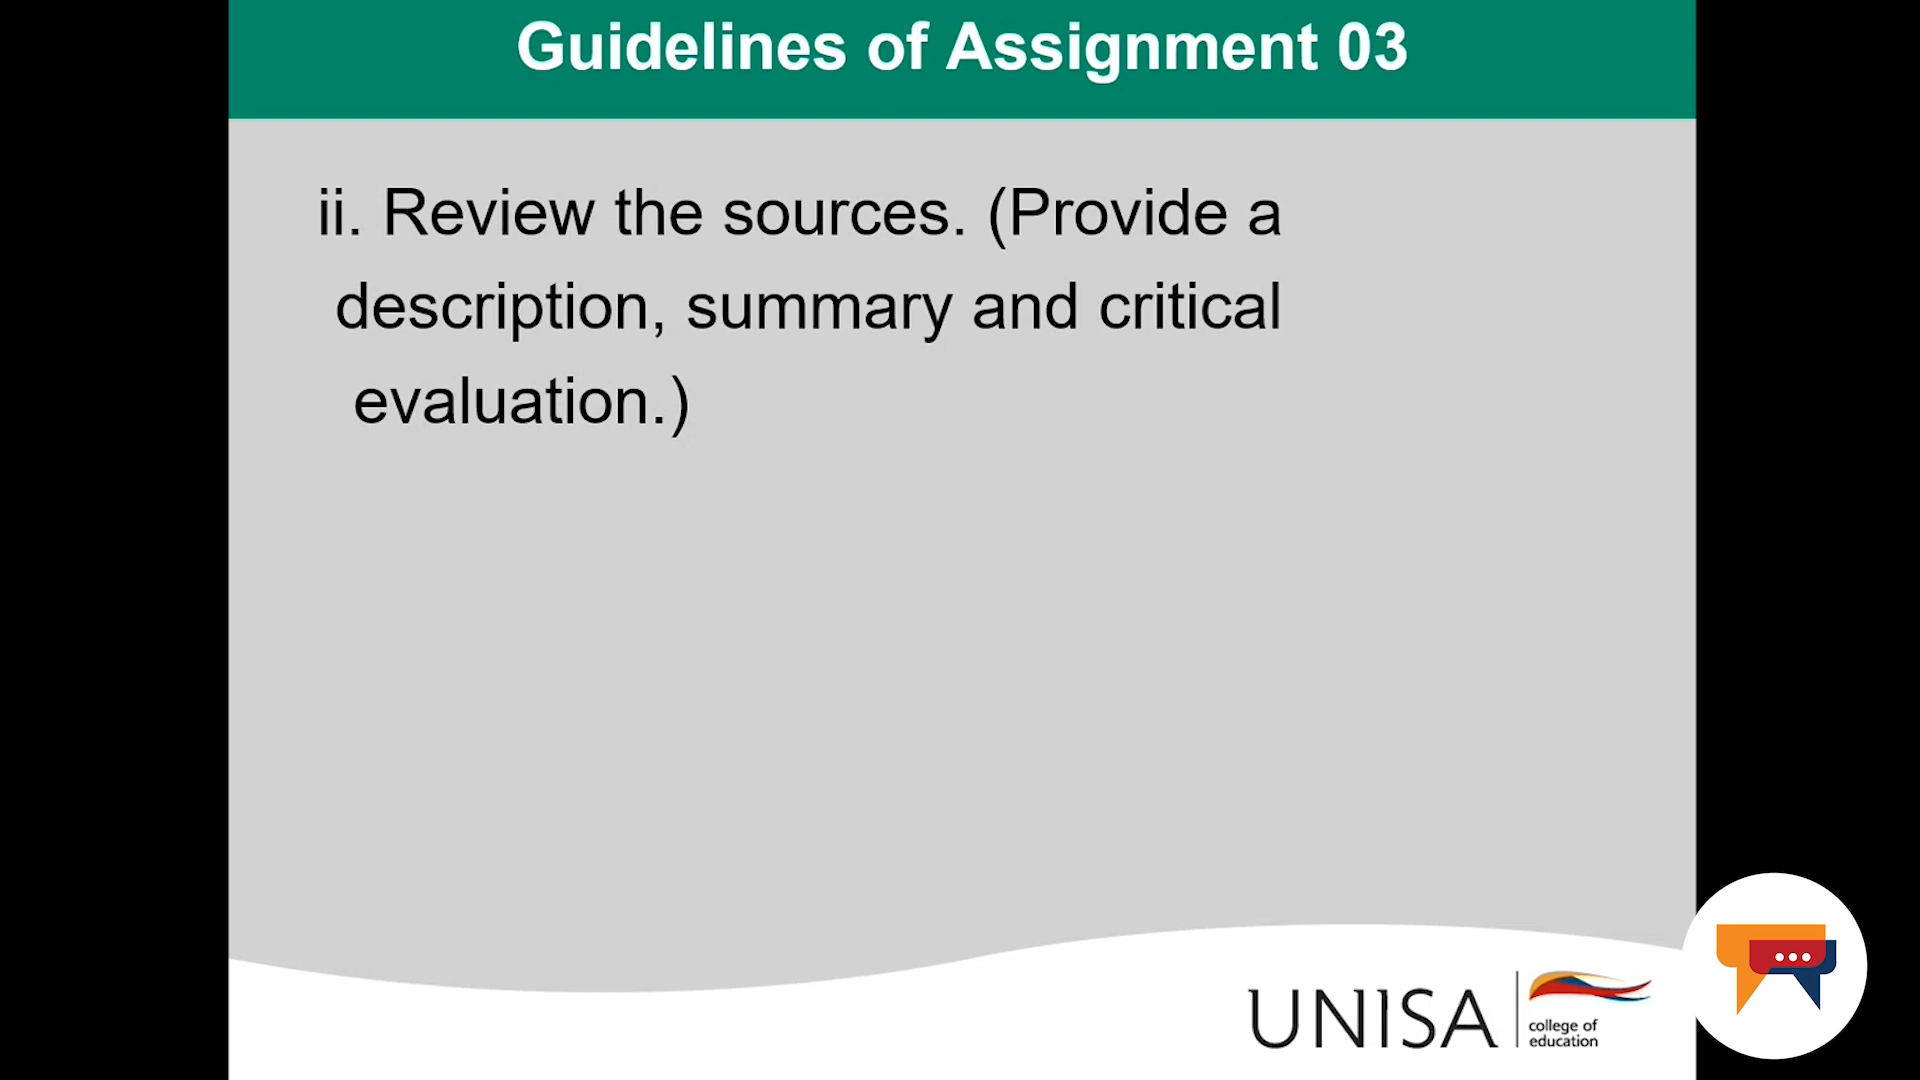 Guidelines of Assignment 03
ii. Review the sources. (Provide a
description, summary and critical
evaluation.)
UNISA
college of
education